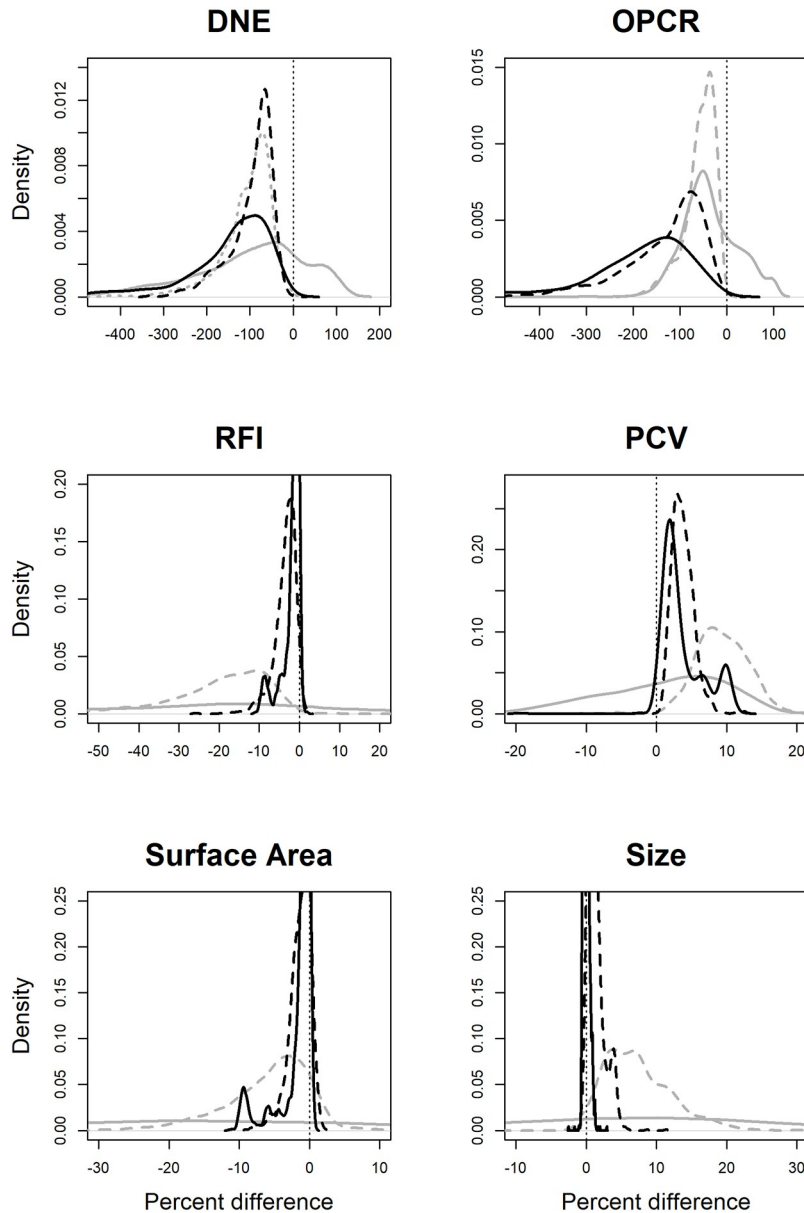 DNE
OPCR
Density
0.000 0.004 0.008 0.012
-400 -300 -200 -100 0 100 200
0.000 0.005 0.010 0.015
-400 -300 -200 -100 0 100
RFI
PCV
Density
0.00 0.05 0.10 0.15 0.20
-50 -40 -30 -20 -10 0 10 20
0.00 0.10 0.20
-20 -10 0 10 20
Surface Area
Size
Density
0.00 0.05 0.10 0.15 0.20 0.25
-30 -20 -10 0 10
0.00 0.05 0.10 0.15 0.20 0.25
-10 0 10 20 30
Percent difference
Percent difference